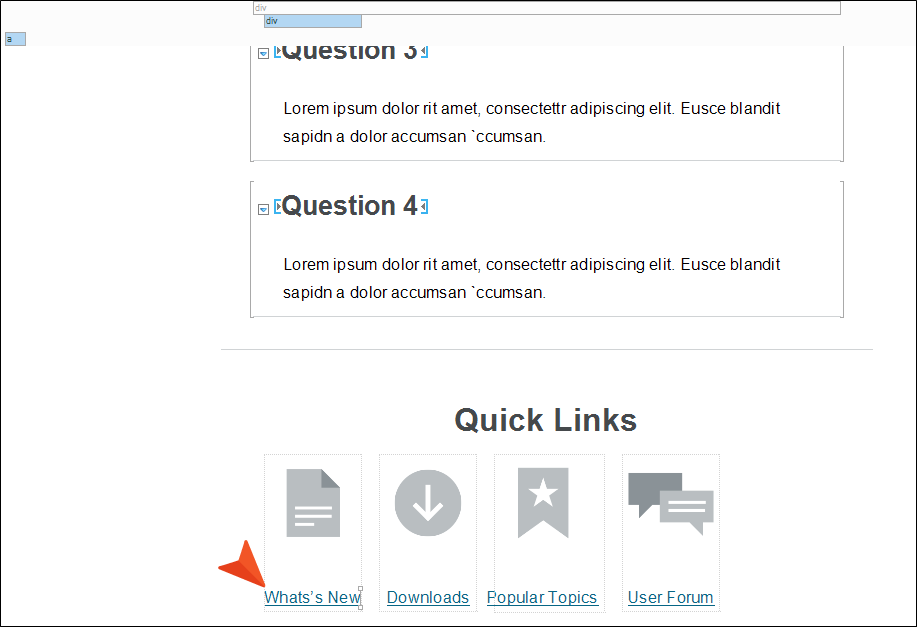 div
div
a
Question 3
Lorem ipsum dolor rit amet, consectettr adipiscing elit. Eusce blandit
sapidn a dolor accumsan `ccumsan.
Question 4
Lorem ipsum dolor rit amet, consectettr adipiscing elit. Eusce blandit
sapidn a dolor accumsan `ccumsan.
Quick Links
Whats’s New Downloads Popular Topics User Forum